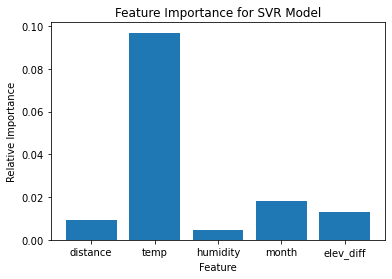 Feature Importance for SVR Model
0.10
0.08
0.06
0.04
0.02
0.00
Relative Importance
distance temp humidity month elev_diff
Feature